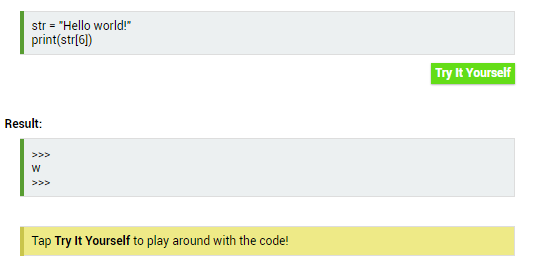 str = "Hello world!"
print(str[6])
Try It Yourself
Result:
>>>
w
>>>
Tap Try It Yourself to play around with the code!